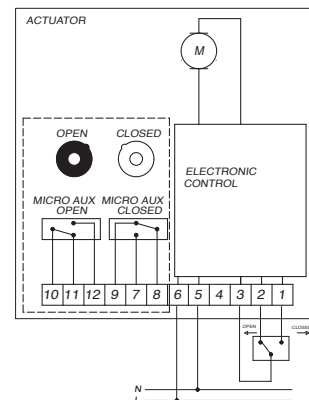 ACTUATOR
M
OPEN CLOSED
ELECTRONIC
CONTROL
MICRO AUX MICRO AUX
OPEN CLOSED
10 11 12 9 7 8 6 5 4 3 2 1
OPEN CLOSED
N
L